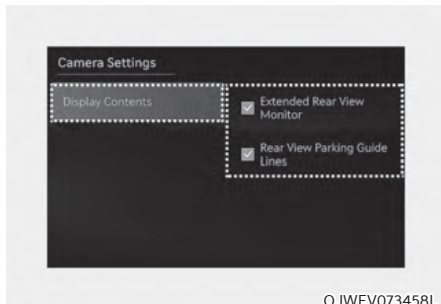 Camera Settings
Display Contents
Extended Rear View
Monitor
Rear View Parking Guide
Lines
OJWEV073458L